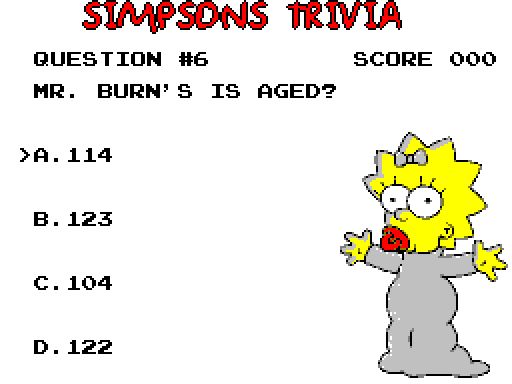 SIMPSONS TRIVIA
QUESTION #6 SCORE 000
MR. BURN'S IS AGED?
>A.114
B.123
C.104
D.122